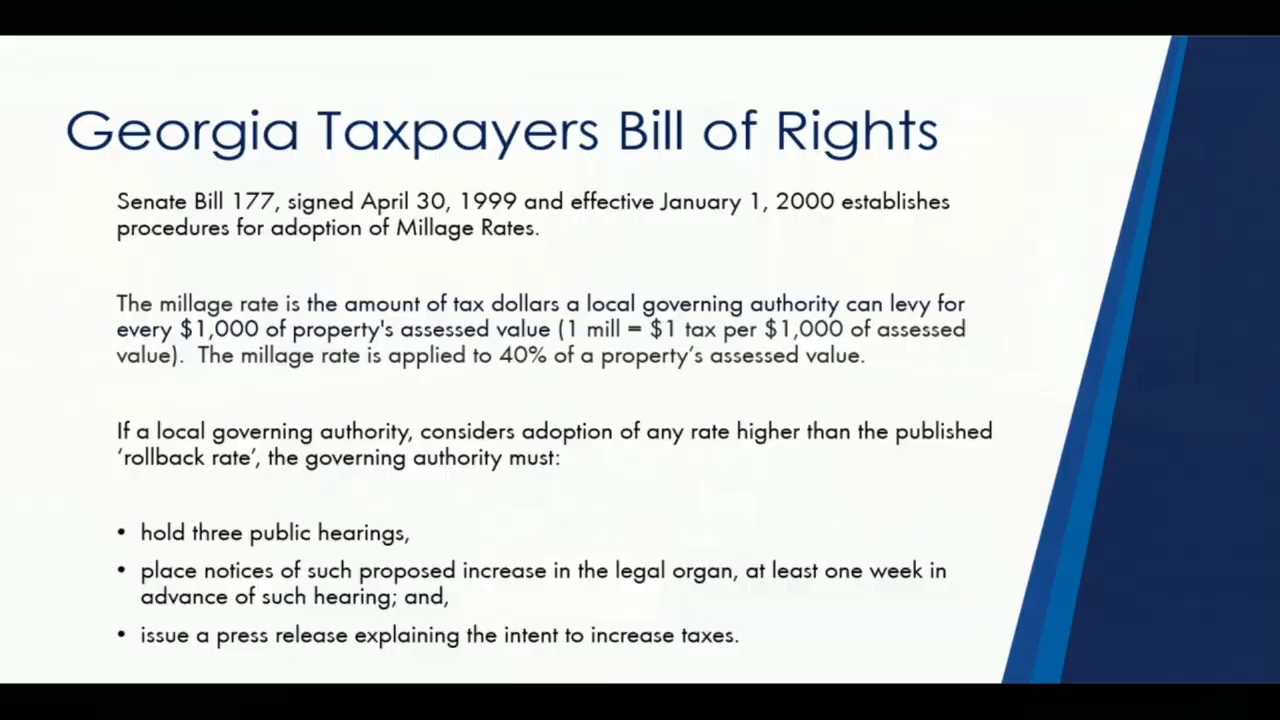 Georgia Taxpayers Bill of Rights
Senate Bill 177, signed April 30, 1999 and effective January 1, 2000 establishes
procedures for adoption of Millage Rates.
The millage rate is the amount of tax dollars a local governing authority can levy for
every $1,000 of property's assessed value (1 mill = $1 tax per $1,000 of assessed
value).  The millage rate is applied to 40% of a property’s assessed value.
If a local governing authority, considers adoption of any rate higher than the published
‘rollback rate’, the governing authority must:
• hold three public hearings,
• place notices of such proposed increase in the legal organ, at least one week in
advance of such hearing; and,
• issue a press release explaining the intent to increase taxes.